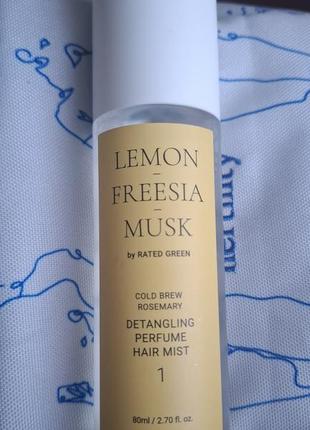 LEMON
–
FREESIA
–
MUSK
by RATED GREEN
COLD BREW
ROSEMARY
DETANGLING
PERFUME
HAIR MIST
1
80ml / 2.70 fl. oz.